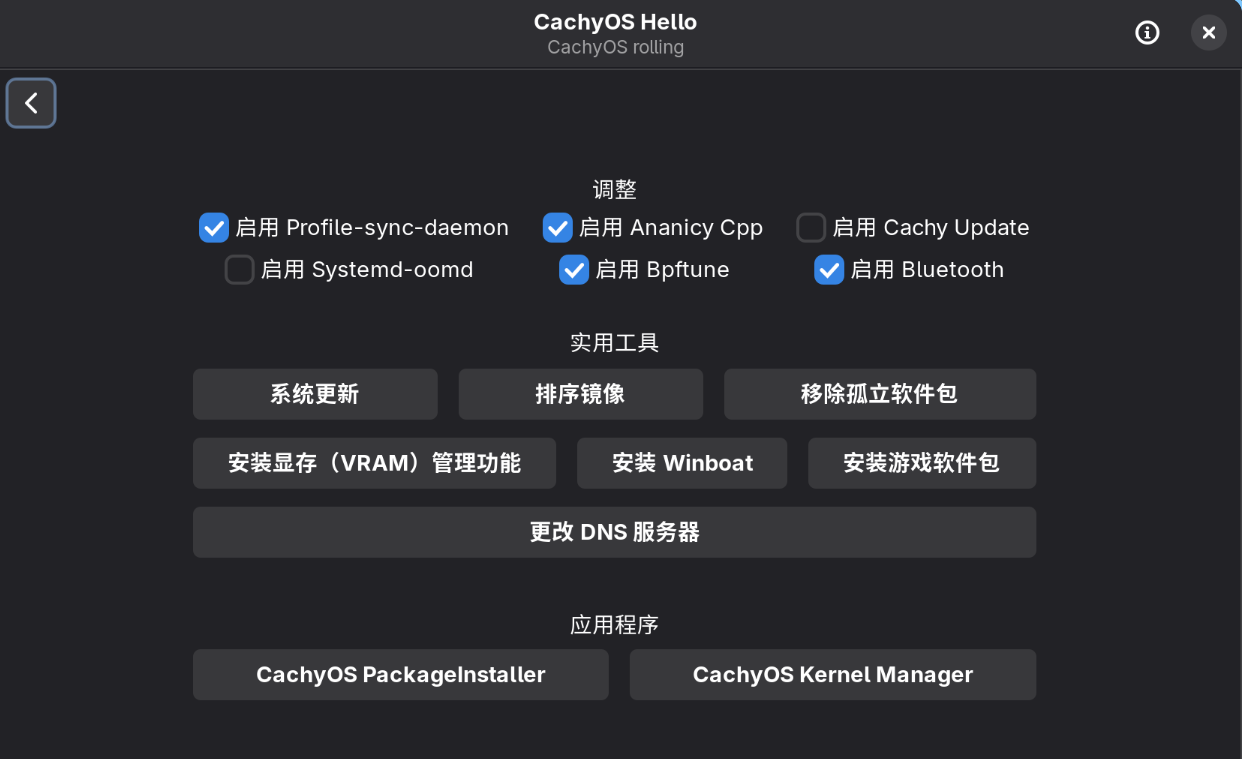 CachyOS Hello
CachyOS rolling
调整
启用 Profile-sync-daemon 启用 Ananicy Cpp 启用 Cachy Update
启用 Systemd-oomd 启用 Bpftune 启用 Bluetooth
实用工具
系统更新 排序镜像 移除孤立软件包
安装显存（VRAM）管理功能 安装 Winboat 安装游戏软件包
更改 DNS 服务器
应用程序
CachyOS PackageInstaller CachyOS Kernel Manager